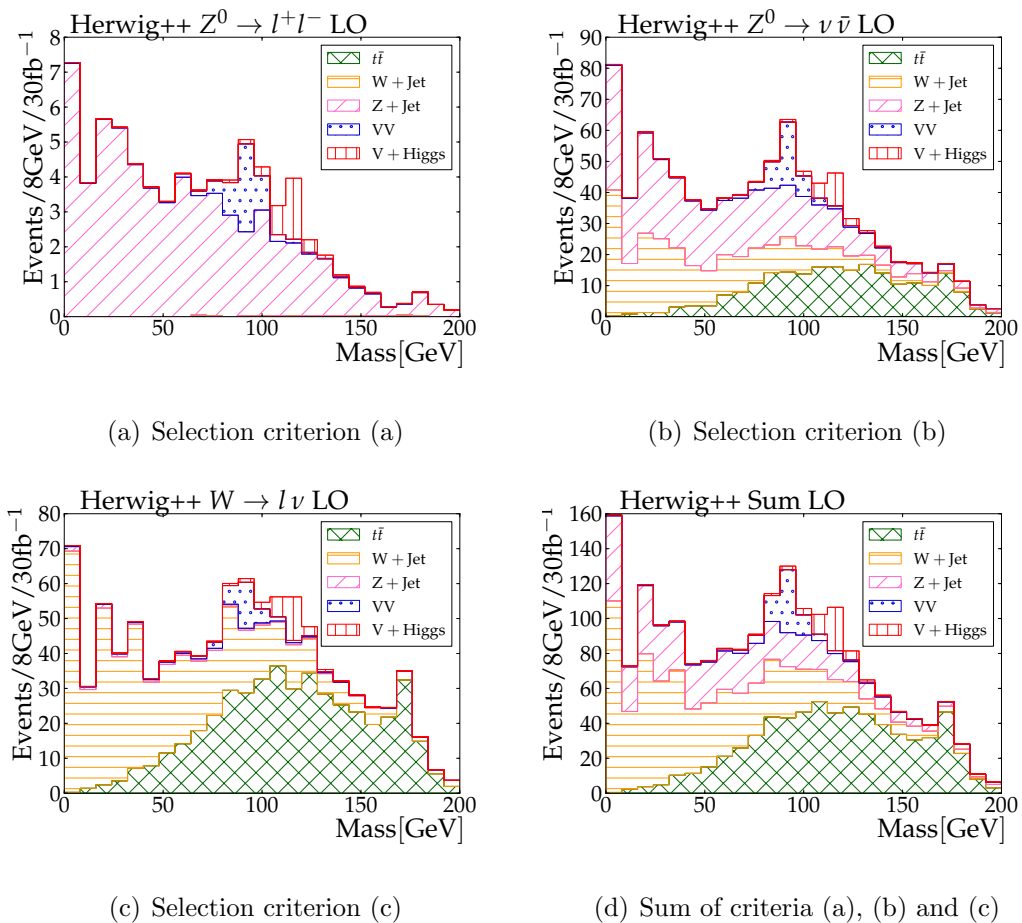 Herwig++ Z⁰ → l⁺l⁻ LO
Events/8GeV/30fb⁻¹
8
7
6
5
4
3
2
1
0
0 50 100 150 200
Mass[GeV]
tt̄
W + Jet
Z + Jet
VV
V + Higgs
(a) Selection criterion (a)
Herwig++ Z⁰ → ν ν̄ LO
Events/8GeV/30fb⁻¹
90
80
70
60
50
40
30
20
10
0
0 50 100 150 200
Mass[GeV]
tt̄
W + Jet
Z + Jet
VV
V + Higgs
(b) Selection criterion (b)
Herwig++ W → l ν LO
Events/8GeV/30fb⁻¹
80
70
60
50
40
30
20
10
0
0 50 100 150 200
Mass[GeV]
tt̄
W + Jet
Z + Jet
VV
V + Higgs
(c) Selection criterion (c)
Herwig++ Sum LO
Events/8GeV/30fb⁻¹
160
140
120
100
80
60
40
20
0
0 50 100 150 200
Mass[GeV]
tt̄
W + Jet
Z + Jet
VV
V + Higgs
(d) Sum of criteria (a), (b) and (c)